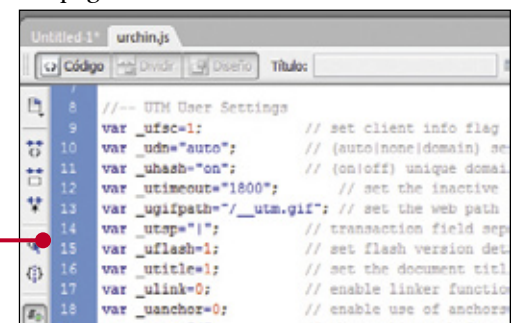 Untitled-1* urchin.js
Código Dividir Diseño Título:
7
8 //-- UTM User Settings
9 var _ufsc=1; // set client info flag
10 var _udn="auto"; // (auto|none|domain) se
11 var _uhash="on"; // (on|off) unique domai
12 var _utimeout="1800"; // set the inactive
13 var _ugifpath="/__utm.gif"; // set the web path
14 var _utsp="|"; // transaction field sep
15 var _uflash=1; // set flash version det
16 var _utitle=1; // set the document titl
17 var _ulink=0; // enable linker functio
18 var _uanchor=0; // enable use of anchors